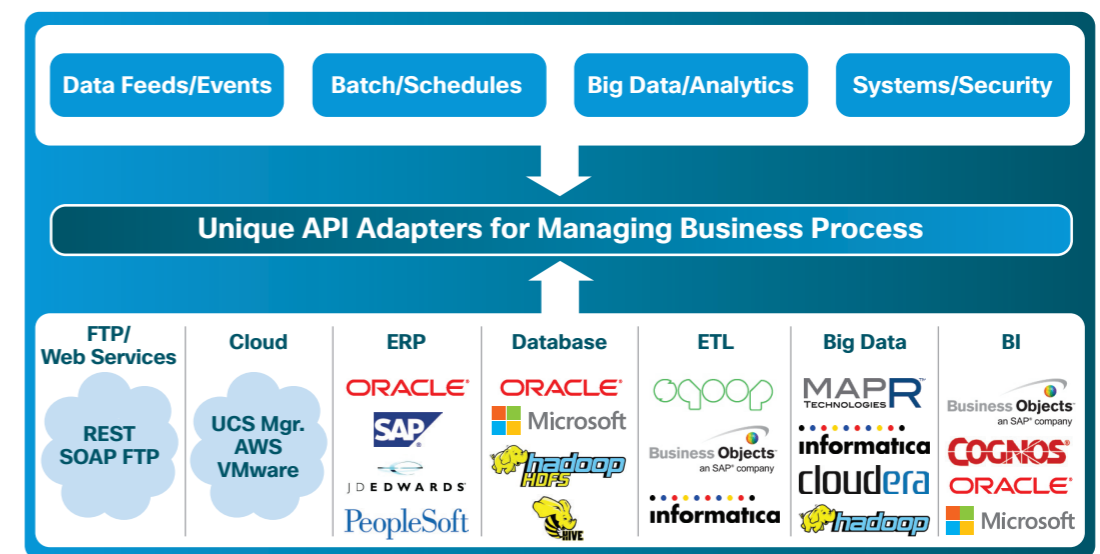 Data Feeds/Events
Batch/Schedules
Big Data/Analytics
Systems/Security
Unique API Adapters for Managing Business Process
FTP/
Web Services
REST
SOAP FTP
Cloud
UCS Mgr.
AWS
VMware
ERP
ORACLE®
SAP
JDEDWARDS®
PeopleSoft
Database
ORACLE®
Microsoft
hadoop
HDFS
HIVE
ETL
sqoop
Business Objects
an SAP® company
informatica
Big Data
MAPR™
TECHNOLOGIES
informatica
cloudera
hadoop
BI
Business Objects
an SAP® company
COGNOS®
ORACLE®
Microsoft